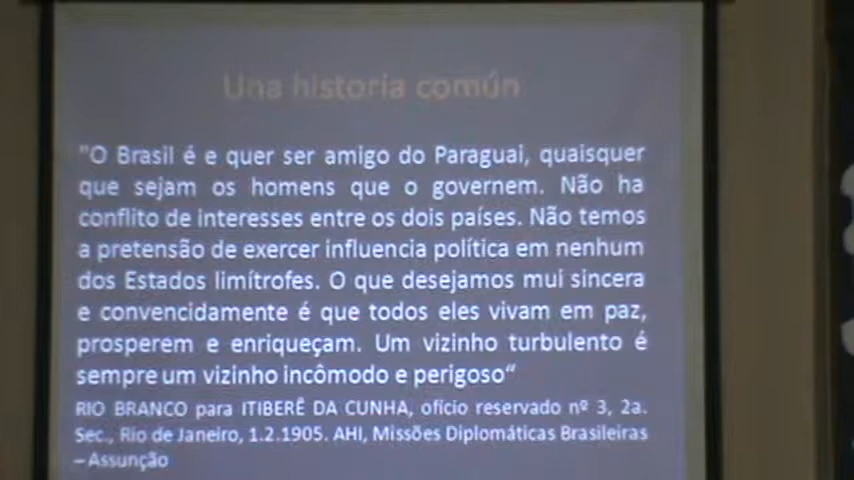 Una historia común
"O Brasil é e quer ser amigo do Paraguai, quaisquer
que sejam os homens que o governem. Não ha
conflito de interesses entre os dois países. Não temos
a pretensão de exercer influencia política em nenhum
dos Estados limítrofes. O que desejamos mui sincera
e convencidamente é que todos eles vivam em paz,
prosperem e enriqueçam. Um vizinho turbulento é
sempre um vizinho incômodo e perigoso“
RIO BRANCO para ITIBERÊ DA CUNHA, ofício reservado nº 3, 2a.
Sec., Rio de Janeiro, 1.2.1905. AHI, Missões Diplomáticas Brasileiras
– Assunção